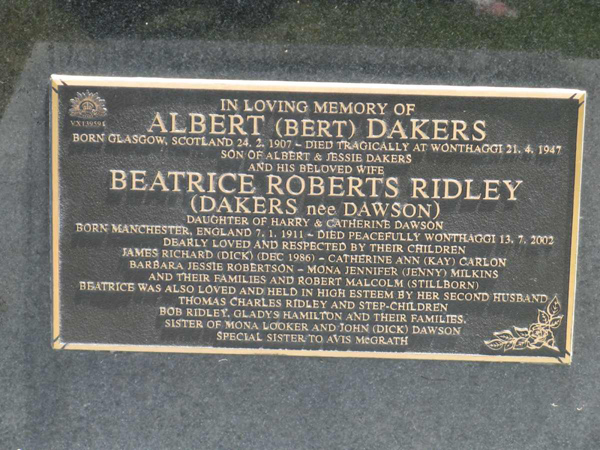 VX139591
IN LOVING MEMORY OF
ALBERT (BERT) DAKERS
BORN GLASGOW, SCOTLAND 24. 2. 1907 – DIED TRAGICALLY AT WONTHAGGI 21. 4. 1947
SON OF ALBERT & JESSIE DAKERS
AND HIS BELOVED WIFE
BEATRICE ROBERTS RIDLEY
(DAKERS nee DAWSON)
DAUGHTER OF HARRY & CATHERINE DAWSON
BORN MANCHESTER, ENGLAND 7. 1. 1911 – DIED PEACEFULLY WONTHAGGI 13. 7. 2002
DEARLY LOVED AND RESPECTED BY THEIR CHILDREN
JAMES RICHARD (DICK) (DEC 1986) – CATHERINE ANN (KAY) CARLON
BARBARA JESSIE ROBERTSON – MONA JENNIFER (JENNY) MILKINS
AND THEIR FAMILIES AND ROBERT MALCOLM (STILLBORN)
BEATRICE WAS ALSO LOVED AND HELD IN HIGH ESTEEM BY HER SECOND HUSBAND
THOMAS CHARLES RIDLEY AND STEP-CHILDREN
BOB RIDLEY, GLADYS HAMILTON AND THEIR FAMILIES.
SISTER OF MONA LOOKER AND JOHN (DICK) DAWSON
SPECIAL SISTER TO AVIS McGRATH